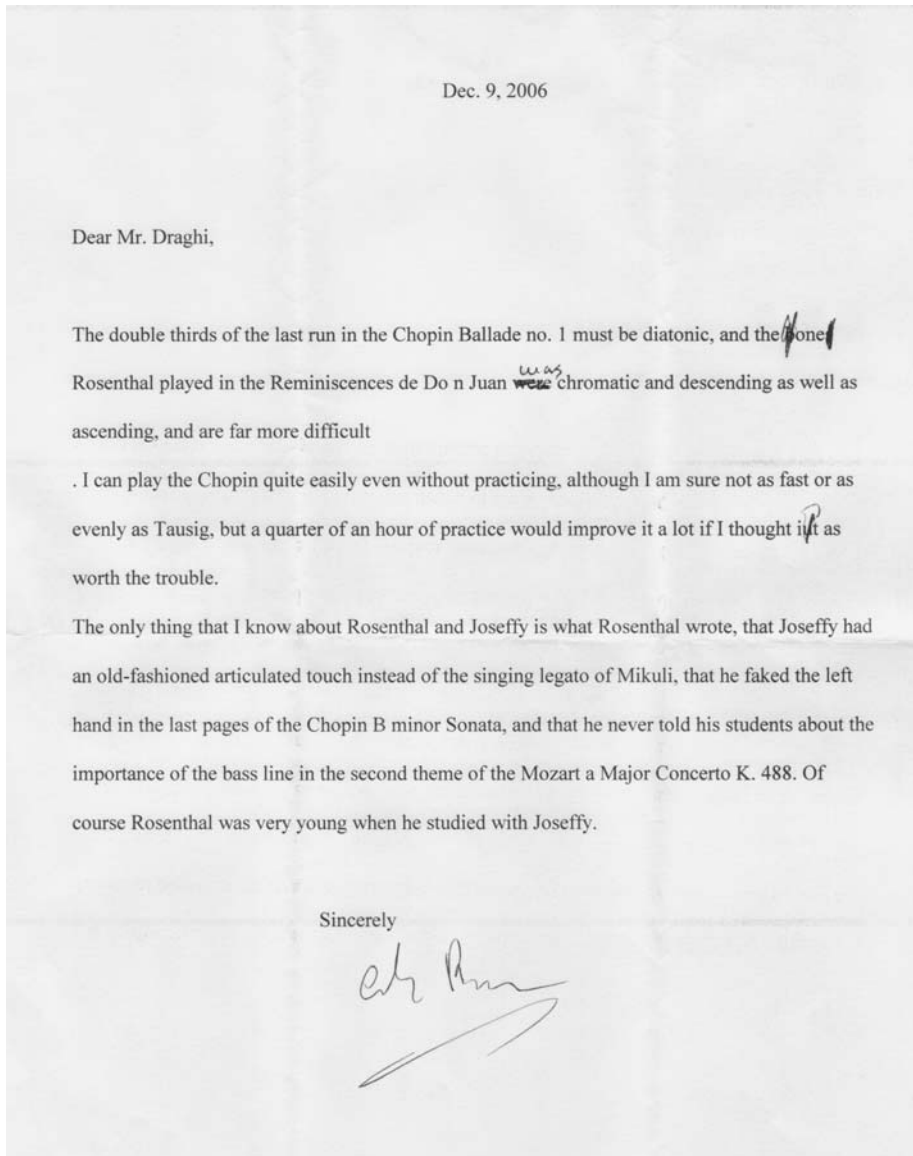 Dec. 9, 2006
Dear Mr. Draghi,
The double thirds of the last run in the Chopin Ballade no. 1 must be diatonic, and the one
Rosenthal played in the Reminiscences de Do n Juan was chromatic and descending as well as
ascending, and are far more difficult
. I can play the Chopin quite easily even without practicing, although I am sure not as fast or as
evenly as Tausig, but a quarter of an hour of practice would improve it a lot if I thought it as
worth the trouble.
The only thing that I know about Rosenthal and Joseffy is what Rosenthal wrote, that Joseffy had
an old-fashioned articulated touch instead of the singing legato of Mikuli, that he faked the left
hand in the last pages of the Chopin B minor Sonata, and that he never told his students about the
importance of the bass line in the second theme of the Mozart a Major Concerto K. 488. Of
course Rosenthal was very young when he studied with Joseffy.
Sincerely